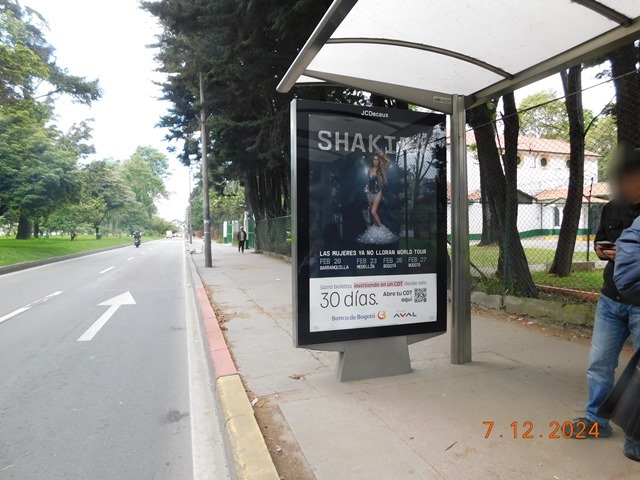 JCDecaux
SHAKIRA
LAS MUJERES YA NO LLORAN WORLD TOUR
FEB 20 FEB 23 FEB 26 FEB 27
BARRANQUILLA MEDELLÍN BOGOTÁ BOGOTÁ
Gana boletas invirtiendo en un CDT desde solo
30 días. Abre tu CDT
aquí
Banco de Bogotá AVAL
7.12.2024